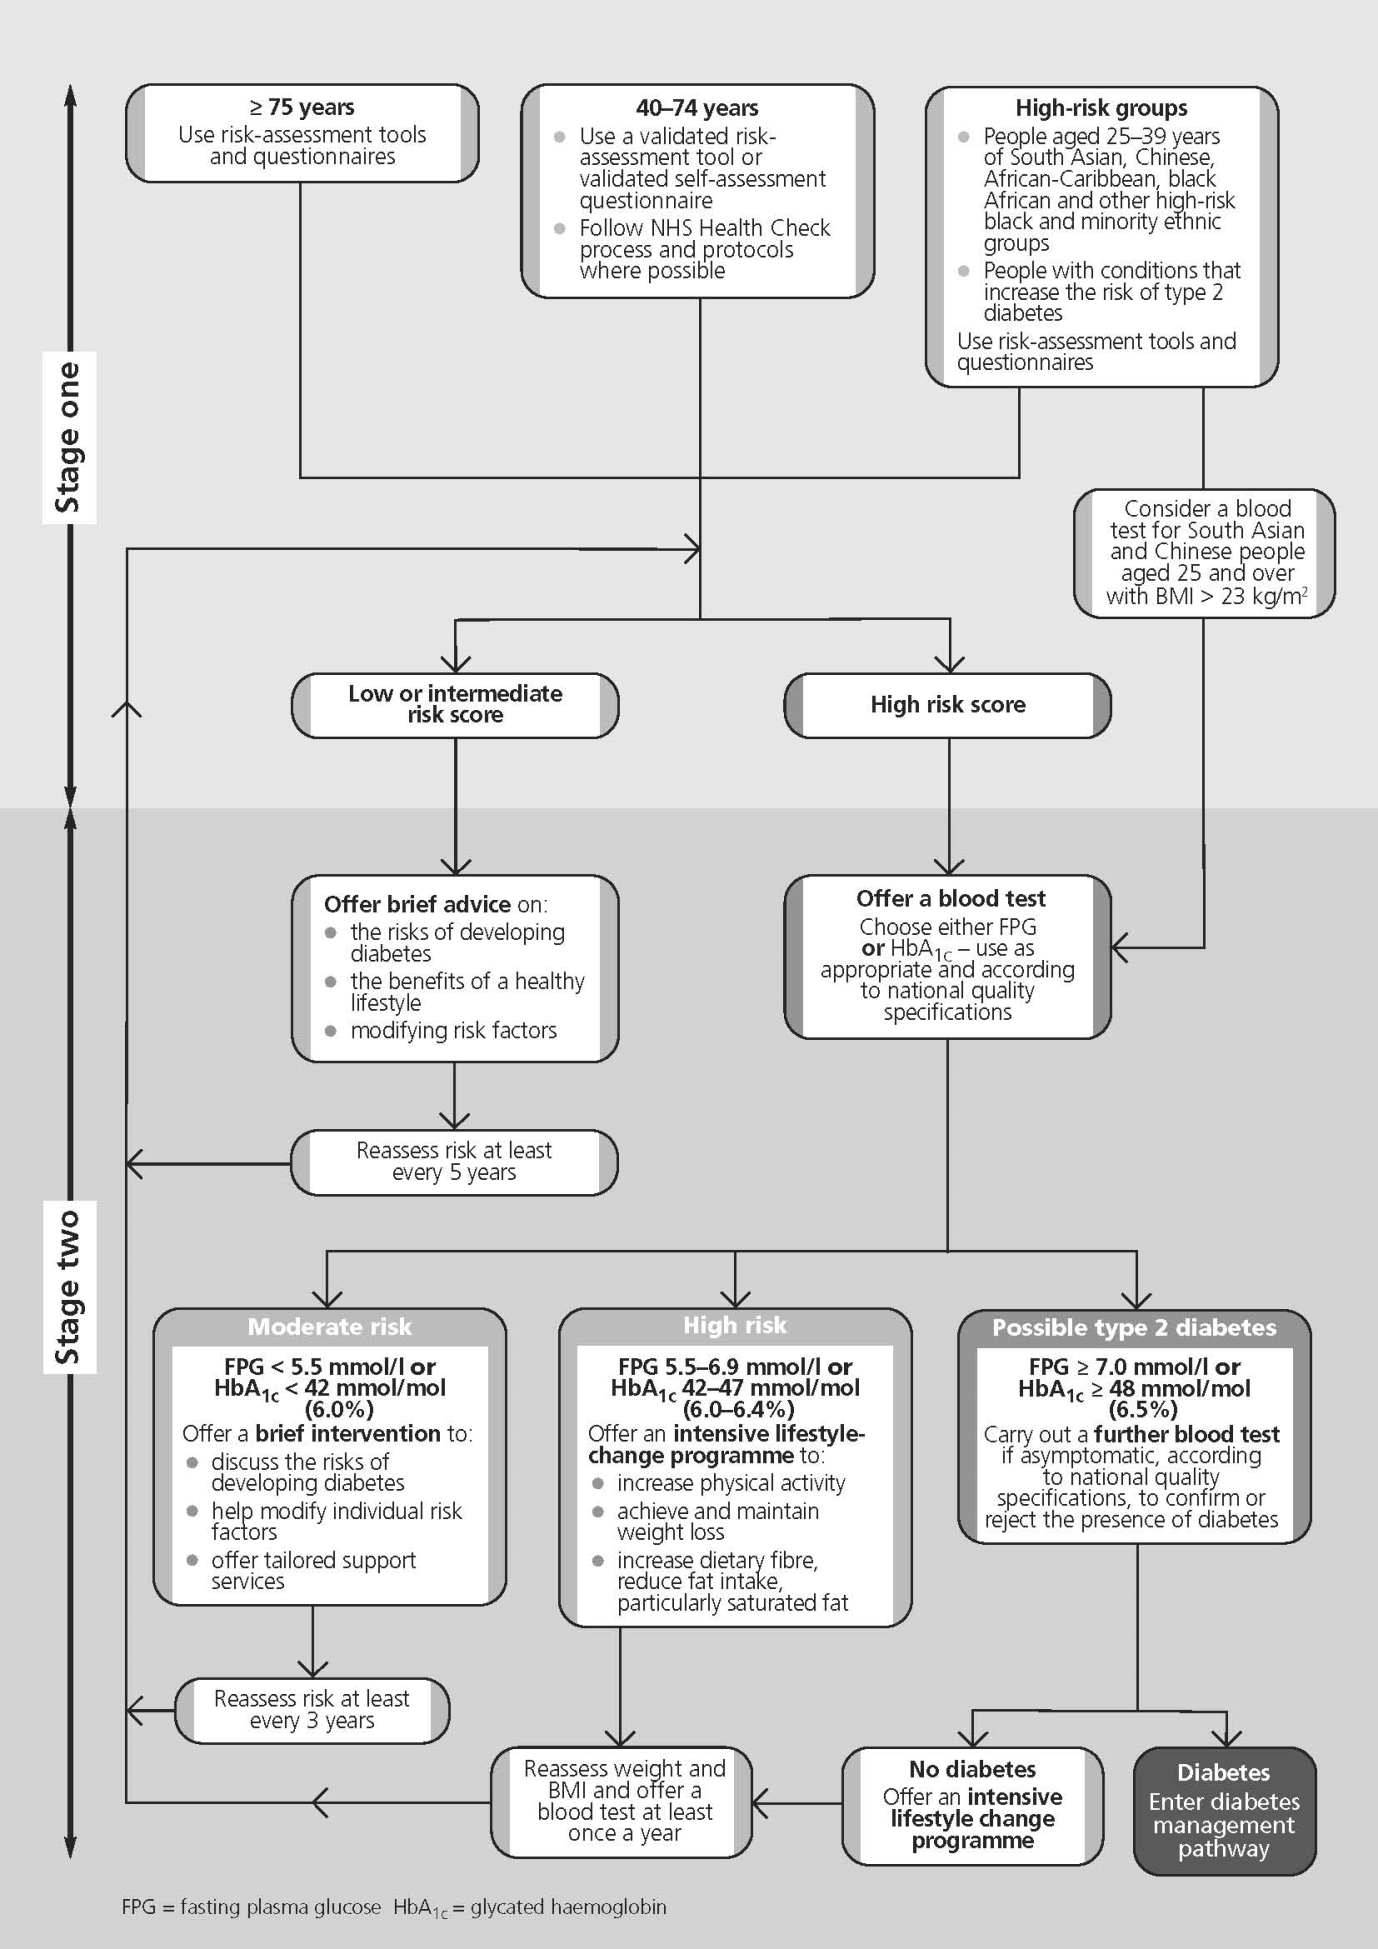 ≥ 75 years
Use risk-assessment tools
and questionnaires
40–74 years
● Use a validated risk-
assessment tool or
validated self-assessment
questionnaire
● Follow NHS Health Check
process and protocols
where possible
High-risk groups
● People aged 25–39 years
of South Asian, Chinese,
African-Caribbean, black
African and other high-risk
black and minority ethnic
groups
● People with conditions that
increase the risk of type 2
diabetes
Use risk-assessment tools and
questionnaires
Stage one
Consider a blood
test for South Asian
and Chinese people
aged 25 and over
with BMI > 23 kg/m²
Low or intermediate
risk score
High risk score
Offer brief advice on:
● the risks of developing
diabetes
● the benefits of a healthy
lifestyle
● modifying risk factors
Offer a blood test
Choose either FPG
or HbA1c – use as
appropriate and according
to national quality
specifications
Reassess risk at least
every 5 years
Stage two
Moderate risk
FPG < 5.5 mmol/l or
HbA1c < 42 mmol/mol
(6.0%)
Offer a brief intervention to:
● discuss the risks of
developing diabetes
● help modify individual risk
factors
● offer tailored support
services
High risk
FPG 5.5–6.9 mmol/l or
HbA1c 42–47 mmol/mol
(6.0–6.4%)
Offer an intensive lifestyle-
change programme to:
● increase physical activity
● achieve and maintain
weight loss
● increase dietary fibre,
reduce fat intake,
particularly saturated fat
Possible type 2 diabetes
FPG ≥ 7.0 mmol/l or
HbA1c ≥ 48 mmol/mol
(6.5%)
Carry out a further blood test
if asymptomatic, according
to national quality
specifications, to confirm or
reject the presence of diabetes
Reassess risk at least
every 3 years
Reassess weight and
BMI and offer a
blood test at least
once a year
No diabetes
Offer an intensive
lifestyle change
programme
Diabetes
Enter diabetes
management
pathway
FPG = fasting plasma glucose HbA1c = glycated haemoglobin